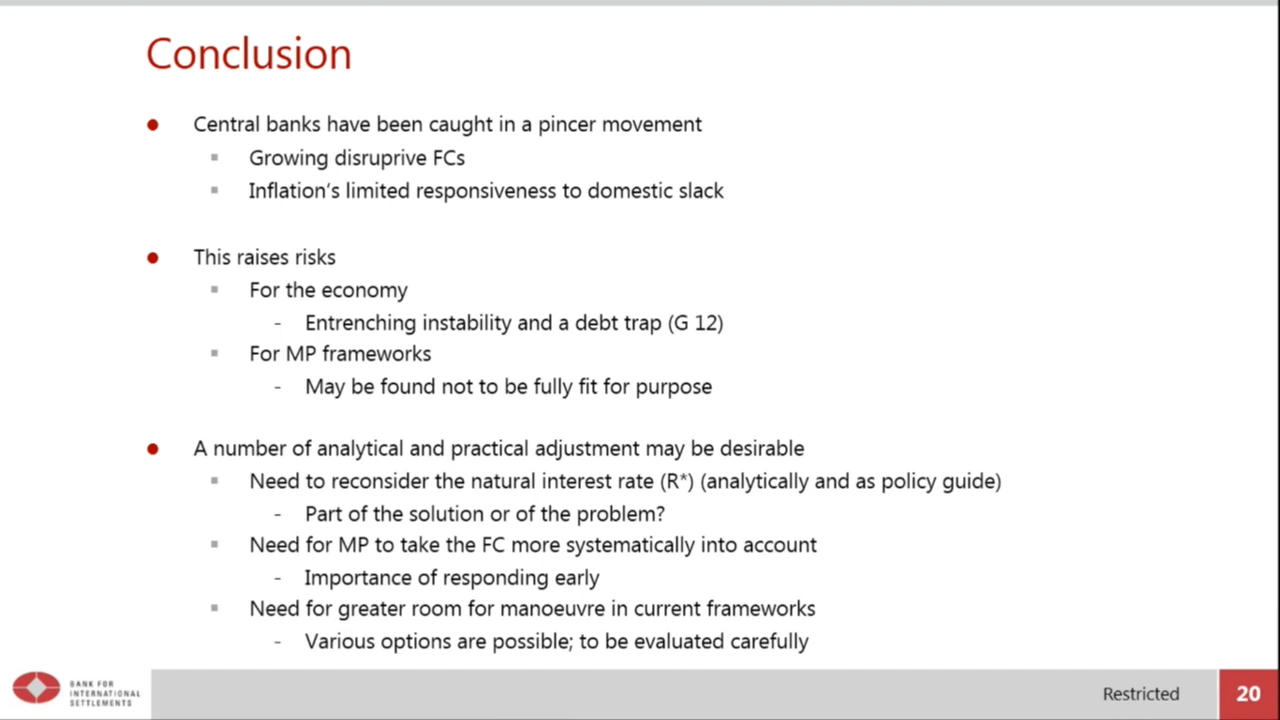 Conclusion
Central banks have been caught in a pincer movement
Growing disruprive FCs
Inflation's limited responsiveness to domestic slack
This raises risks
For the economy
- Entrenching instability and a debt trap (G 12)
For MP frameworks
- May be found not to be fully fit for purpose
A number of analytical and practical adjustment may be desirable
Need to reconsider the natural interest rate (R*) (analytically and as policy guide)
- Part of the solution or of the problem?
Need for MP to take the FC more systematically into account
- Importance of responding early
Need for greater room for manoeuvre in current frameworks
- Various options are possible; to be evaluated carefully
BANK FOR
INTERNATIONAL
SETTLEMENTS
Restricted
20